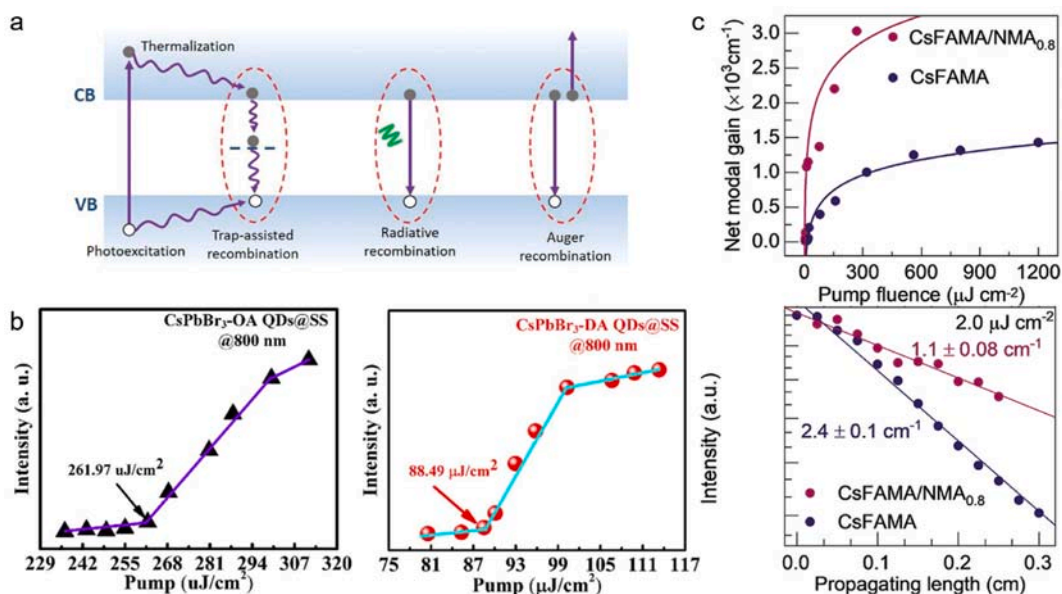 a
Thermalization
CB
VB
Photoexcitation
Trap-assisted
recombination
Radiative
recombination
Auger
recombination
b
CsPbBr₃-OA QDs@SS
@800 nm
Intensity (a. u.)
261.97 uJ/cm²
229 242 255 268 281 294 307 320
Pump (uJ/cm²)
CsPbBr₃-DA QDs@SS
@800 nm
Intensity (a. u.)
88.49 μJ/cm²
75 81 87 93 99 105 111 117
Pump (μJ/cm²)
c
Net modal gain (×10³cm⁻¹)
3.0
2.5
2.0
1.5
1.0
0.5
0.0
CsFAMA/NMA₀.₈
CsFAMA
0 300 600 900 1200
Pump fluence (μJ cm⁻²)
Intensity (a.u.)
2.0 μJ cm⁻²
1.1 ± 0.08 cm⁻¹
2.4 ± 0.1 cm⁻¹
CsFAMA/NMA₀.₈
CsFAMA
0.0 0.1 0.2 0.3
Propagating length (cm)